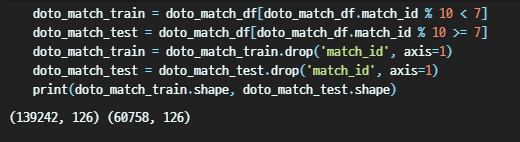 doto_match_train = doto_match_df[doto_match_df.match_id % 10 < 7]
doto_match_test = doto_match_df[doto_match_df.match_id % 10 >= 7]
doto_match_train = doto_match_train.drop('match_id', axis=1)
doto_match_test = doto_match_test.drop('match_id', axis=1)
print(doto_match_train.shape, doto_match_test.shape)
(139242, 126) (60758, 126)